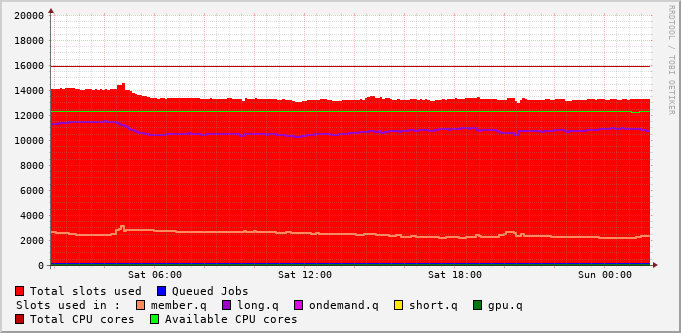 20000
18000
16000
14000
12000
10000
8000
6000
4000
2000
0
Sat 06:00 Sat 12:00 Sat 18:00 Sun 00:00
Total slots used Queued Jobs
Slots used in : member.q long.q ondemand.q short.q gpu.q
Total CPU cores Available CPU cores
RRDTOOL / TOBI OETIKER